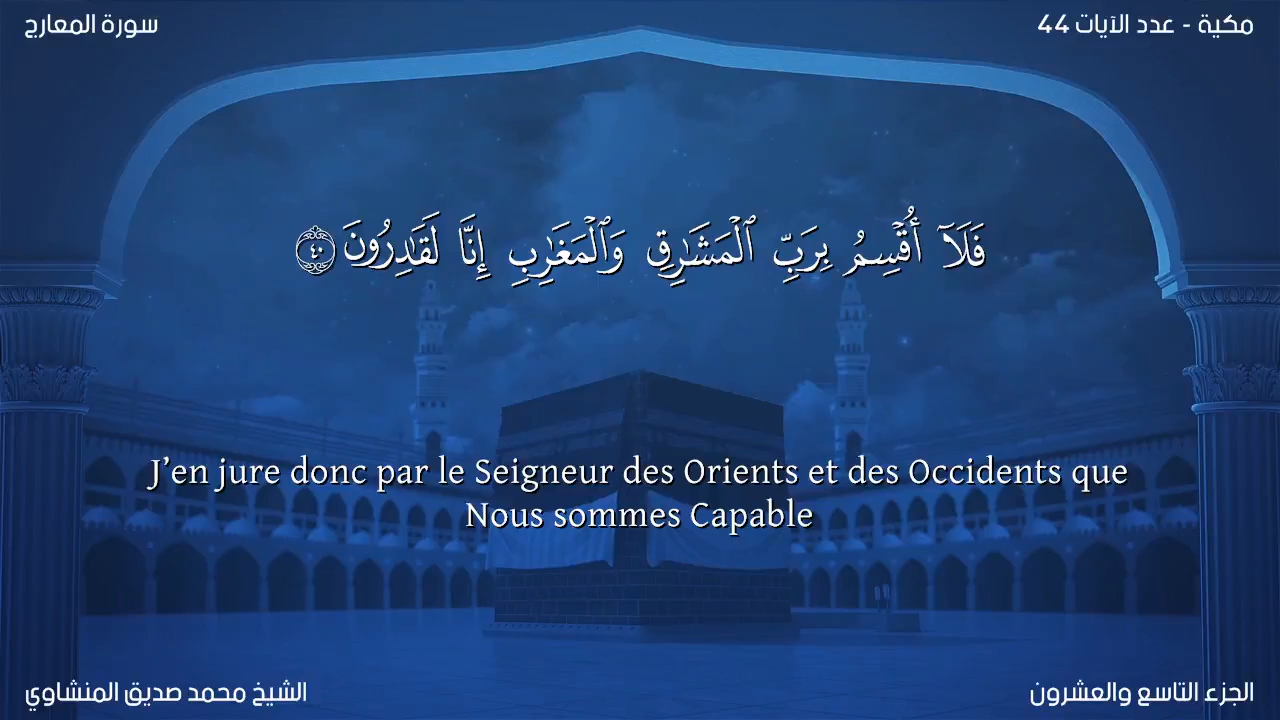 سورة المعارج
مكية - عدد الآيات 44
فَلَآ أُقۡسِمُ بِرَبِّ ٱلۡمَشَٰرِقِ وَٱلۡمَغَٰرِبِ إِنَّا لَقَٰدِرُونَ ٤٠
J’en jure donc par le Seigneur des Orients et des Occidents que
Nous sommes Capable
الشيخ محمد صديق المنشاوي
الجزء التاسع والعشرون